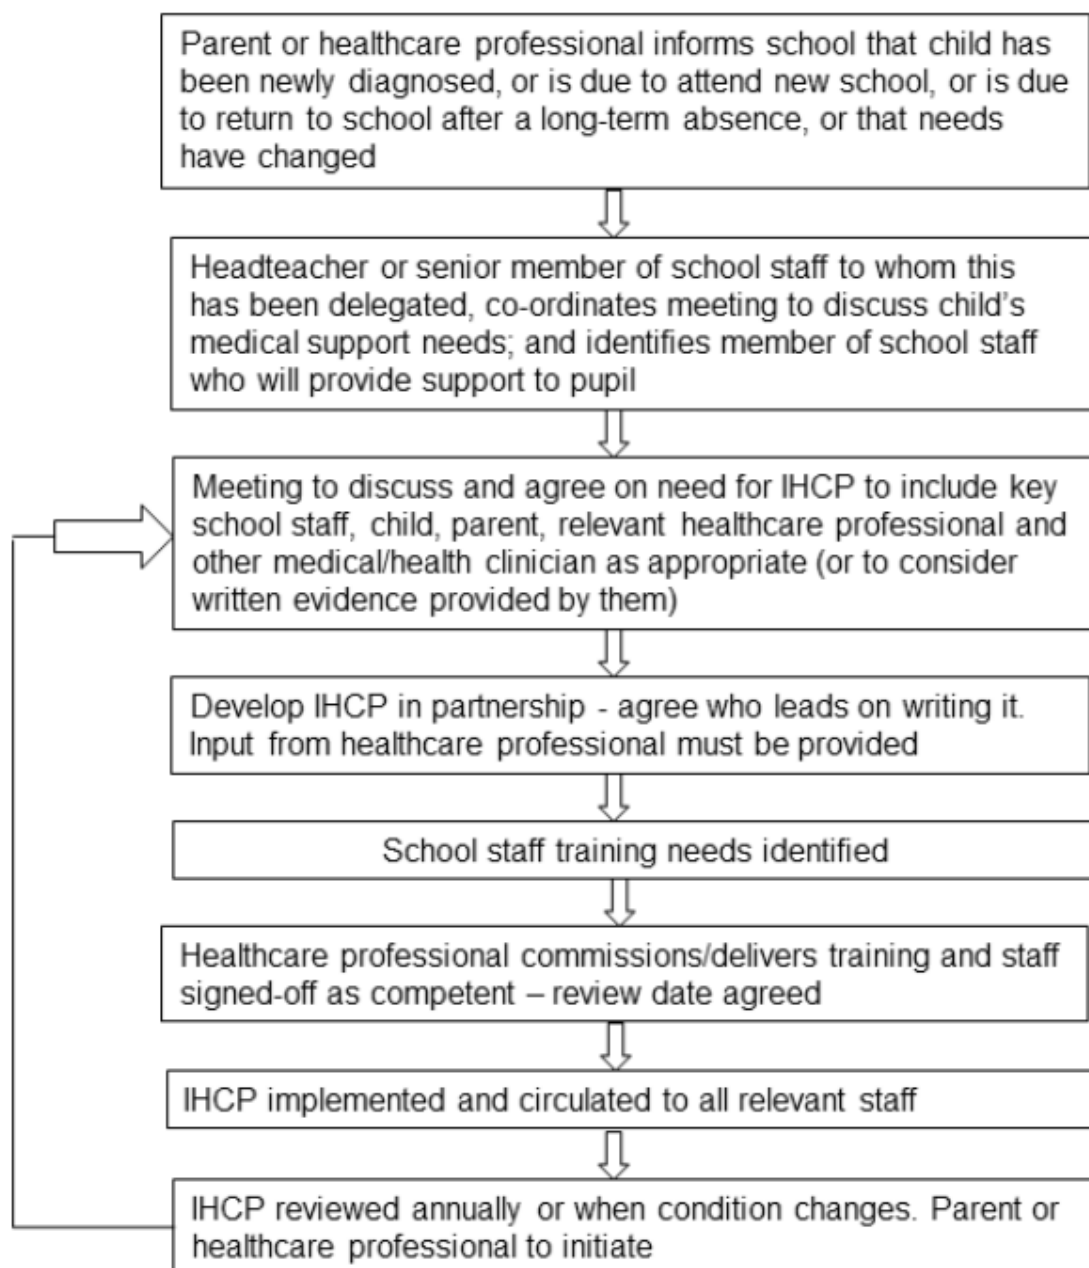 Parent or healthcare professional informs school that child has
been newly diagnosed, or is due to attend new school, or is due
to return to school after a long-term absence, or that needs
have changed
Headteacher or senior member of school staff to whom this
has been delegated, co-ordinates meeting to discuss child's
medical support needs; and identifies member of school staff
who will provide support to pupil
Meeting to discuss and agree on need for IHCP to include key
school staff, child, parent, relevant healthcare professional and
other medical/health clinician as appropriate (or to consider
written evidence provided by them)
Develop IHCP in partnership - agree who leads on writing it.
Input from healthcare professional must be provided
School staff training needs identified
Healthcare professional commissions/delivers training and staff
signed-off as competent – review date agreed
IHCP implemented and circulated to all relevant staff
IHCP reviewed annually or when condition changes. Parent or
healthcare professional to initiate